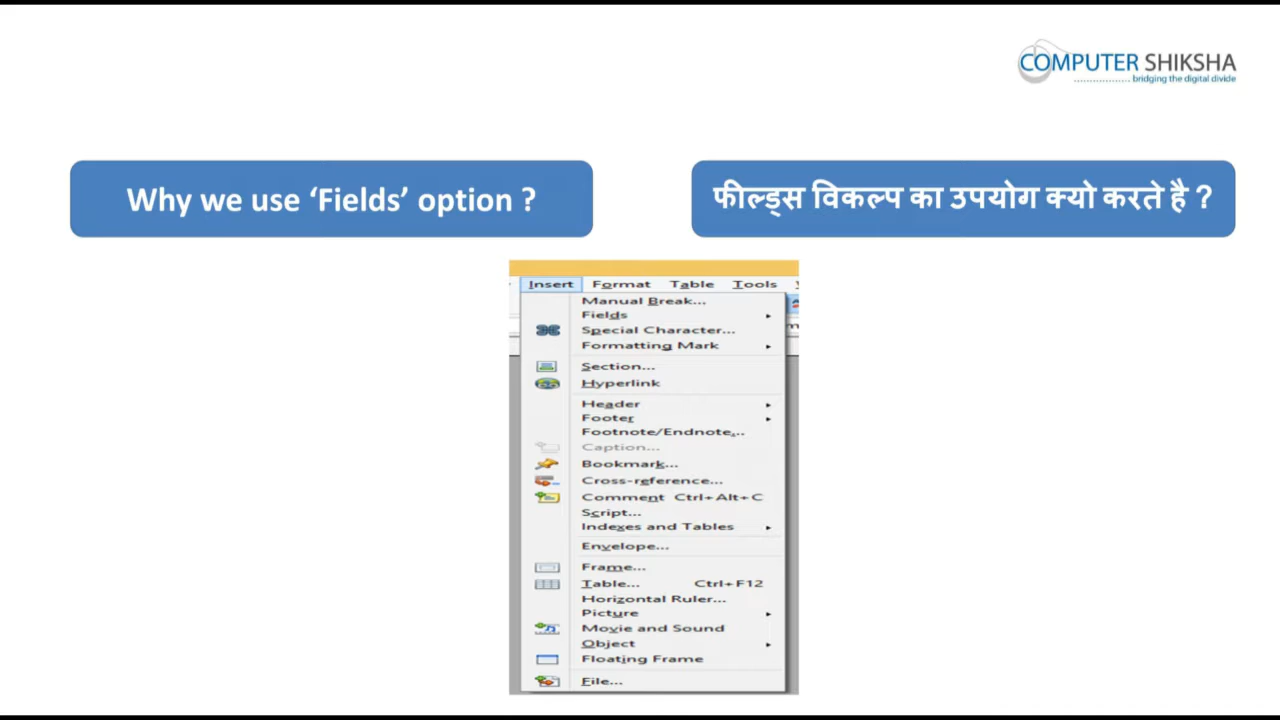 COMPUTER SHIKSHA
bridging the digital divide
Why we use ‘Fields’ option ?
फील्ड्स विकल्प का उपयोग क्यो करते है ?
Insert Format Table Tools
Manual Break...
Fields
Special Character...
Formatting Mark
Section...
Hyperlink
Header
Footer
Footnote/Endnote...
Caption...
Bookmark...
Cross-reference...
Comment Ctrl+Alt+C
Script...
Indexes and Tables
Envelope...
Frame...
Table... Ctrl+F12
Horizontal Ruler...
Picture
Movie and Sound
Object
Floating Frame
File...